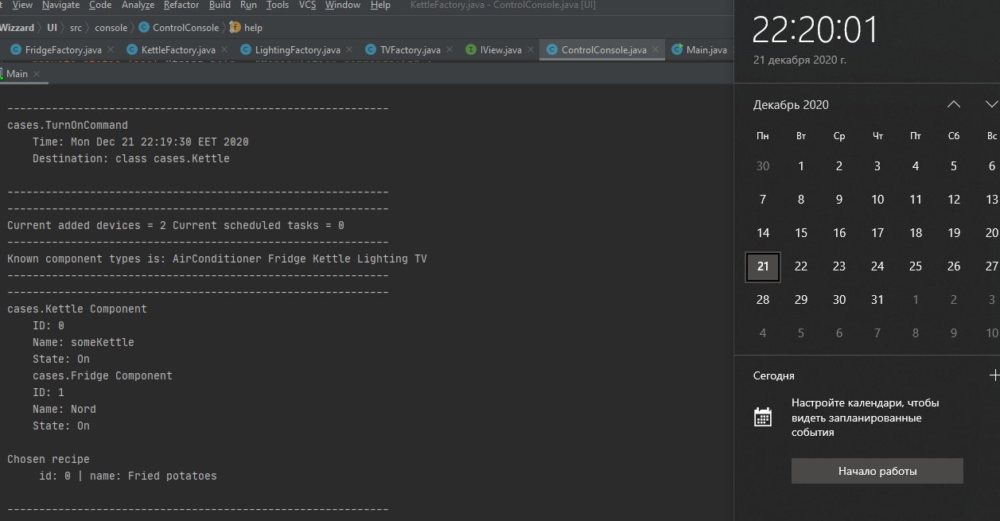 View Navigate Code Analyze Refactor Build Run Tools VCS Window Help KettleFactory.java - ControlConsole.java [UI]
Wizzard UI src console ControlConsole help
FridgeFactory.java KettleFactory.java LightingFactory.java TVFactory.java IView.java ControlConsole.java Main.java
Main
------------------------------------------------------------
cases.TurnOnCommand
Time: Mon Dec 21 22:19:30 EET 2020
Destination: class cases.Kettle
------------------------------------------------------------
------------------------------------------------------------
Current added devices = 2 Current scheduled tasks = 0
------------------------------------------------------------
Known component types is: AirConditioner Fridge Kettle Lighting TV
------------------------------------------------------------
------------------------------------------------------------
cases.Kettle Component
ID: 0
Name: someKettle
State: On
cases.Fridge Component
ID: 1
Name: Nord
State: On
Chosen recipe
id: 0 | name: Fried potatoes
------------------------------------------------------------
22:20:01
21 декабря 2020 г.
Декабрь 2020
Пн Вт Ср Чт Пт Сб Вс
30 1 2 3 4 5 6
7 8 9 10 11 12 13
14 15 16 17 18 19 20
21 22 23 24 25 26 27
28 29 30 31 1 2 3
4 5 6 7 8 9 10
Сегодня
Настройте календари, чтобы
видеть запланированные
события
Начало работы